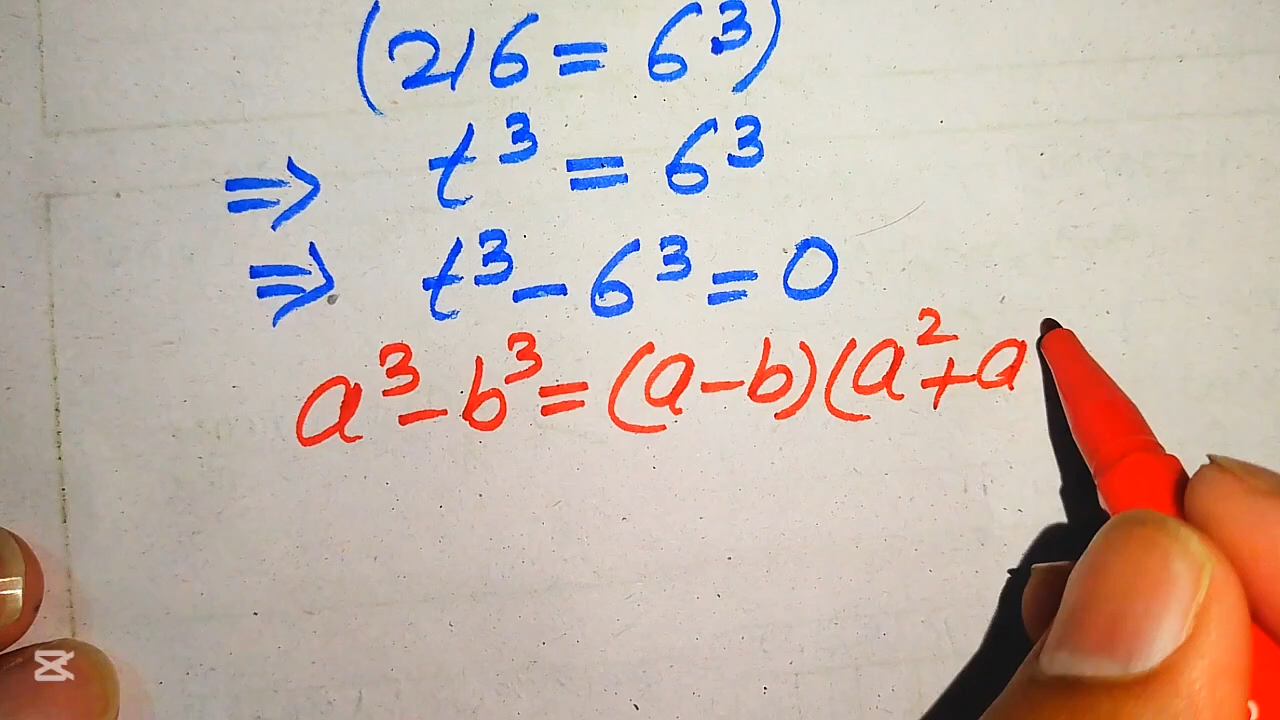 (216 = 6³)
⇒ t³ = 6³
⇒ t³ - 6³ = 0
a³ - b³ = (a - b)(a² + a